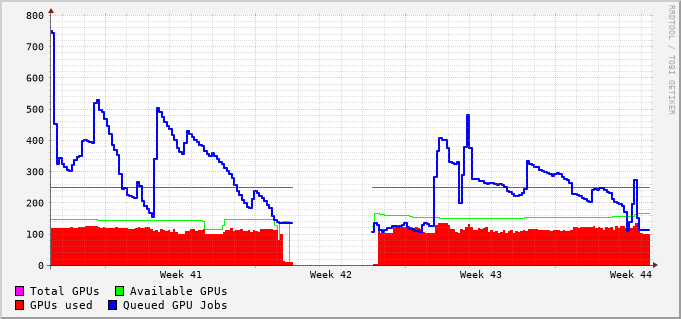 800
700
600
500
400
300
200
100
0
Week 41 Week 42 Week 43 Week 44
Total GPUs Available GPUs
GPUs used Queued GPU Jobs
RRDTOOL / TOBI OETIKER